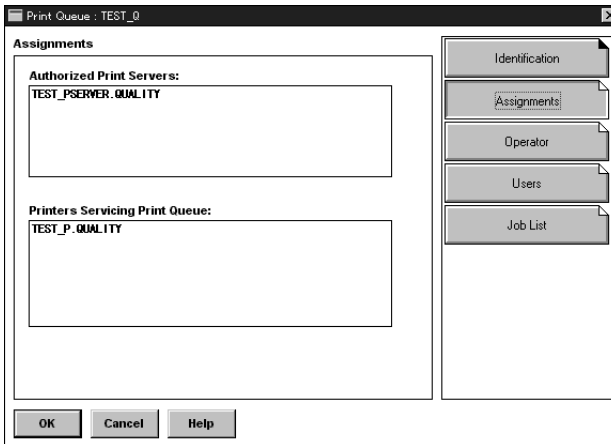 Print Queue : TEST_Q
Assignments
Authorized Print Servers:
TEST_PSERVER.QUALITY
Printers Servicing Print Queue:
TEST_P.QUALITY
Identification
Assignments
Operator
Users
Job List
OK
Cancel
Help